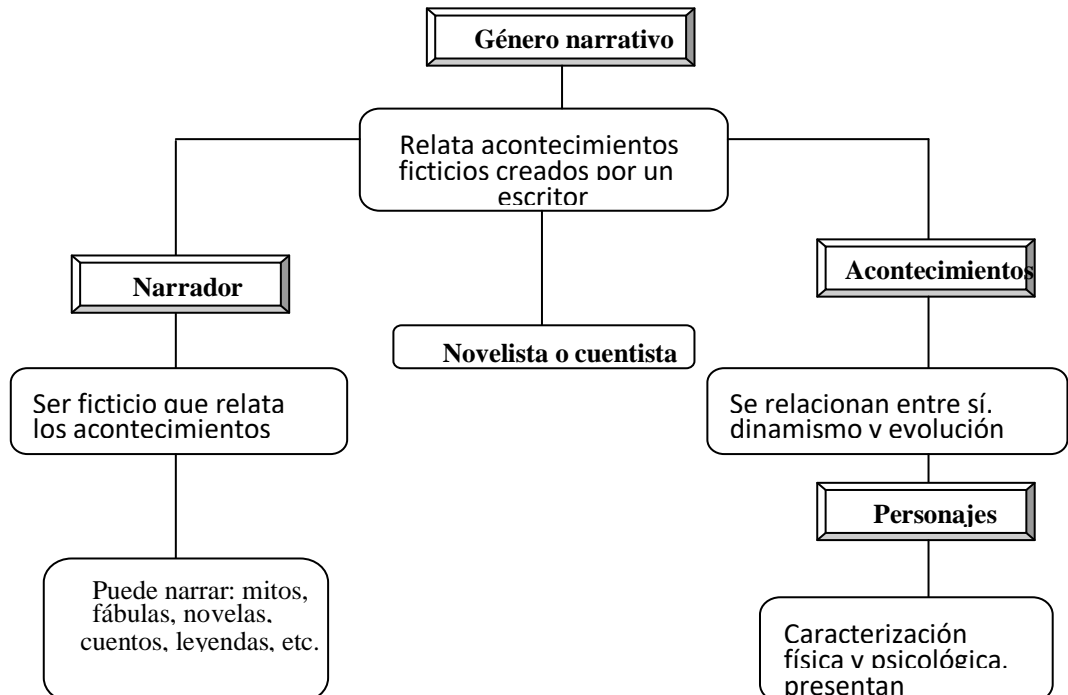 Género narrativo
Relata acontecimientos
ficticios creados por un
escritor
Narrador
Acontecimientos
Novelista o cuentista
Ser ficticio que relata
los acontecimientos
Se relacionan entre sí,
dinamismo y evolución
Personajes
Puede narrar: mitos,
fábulas, novelas,
cuentos, leyendas, etc.
Caracterización
física y psicológica,
presentan